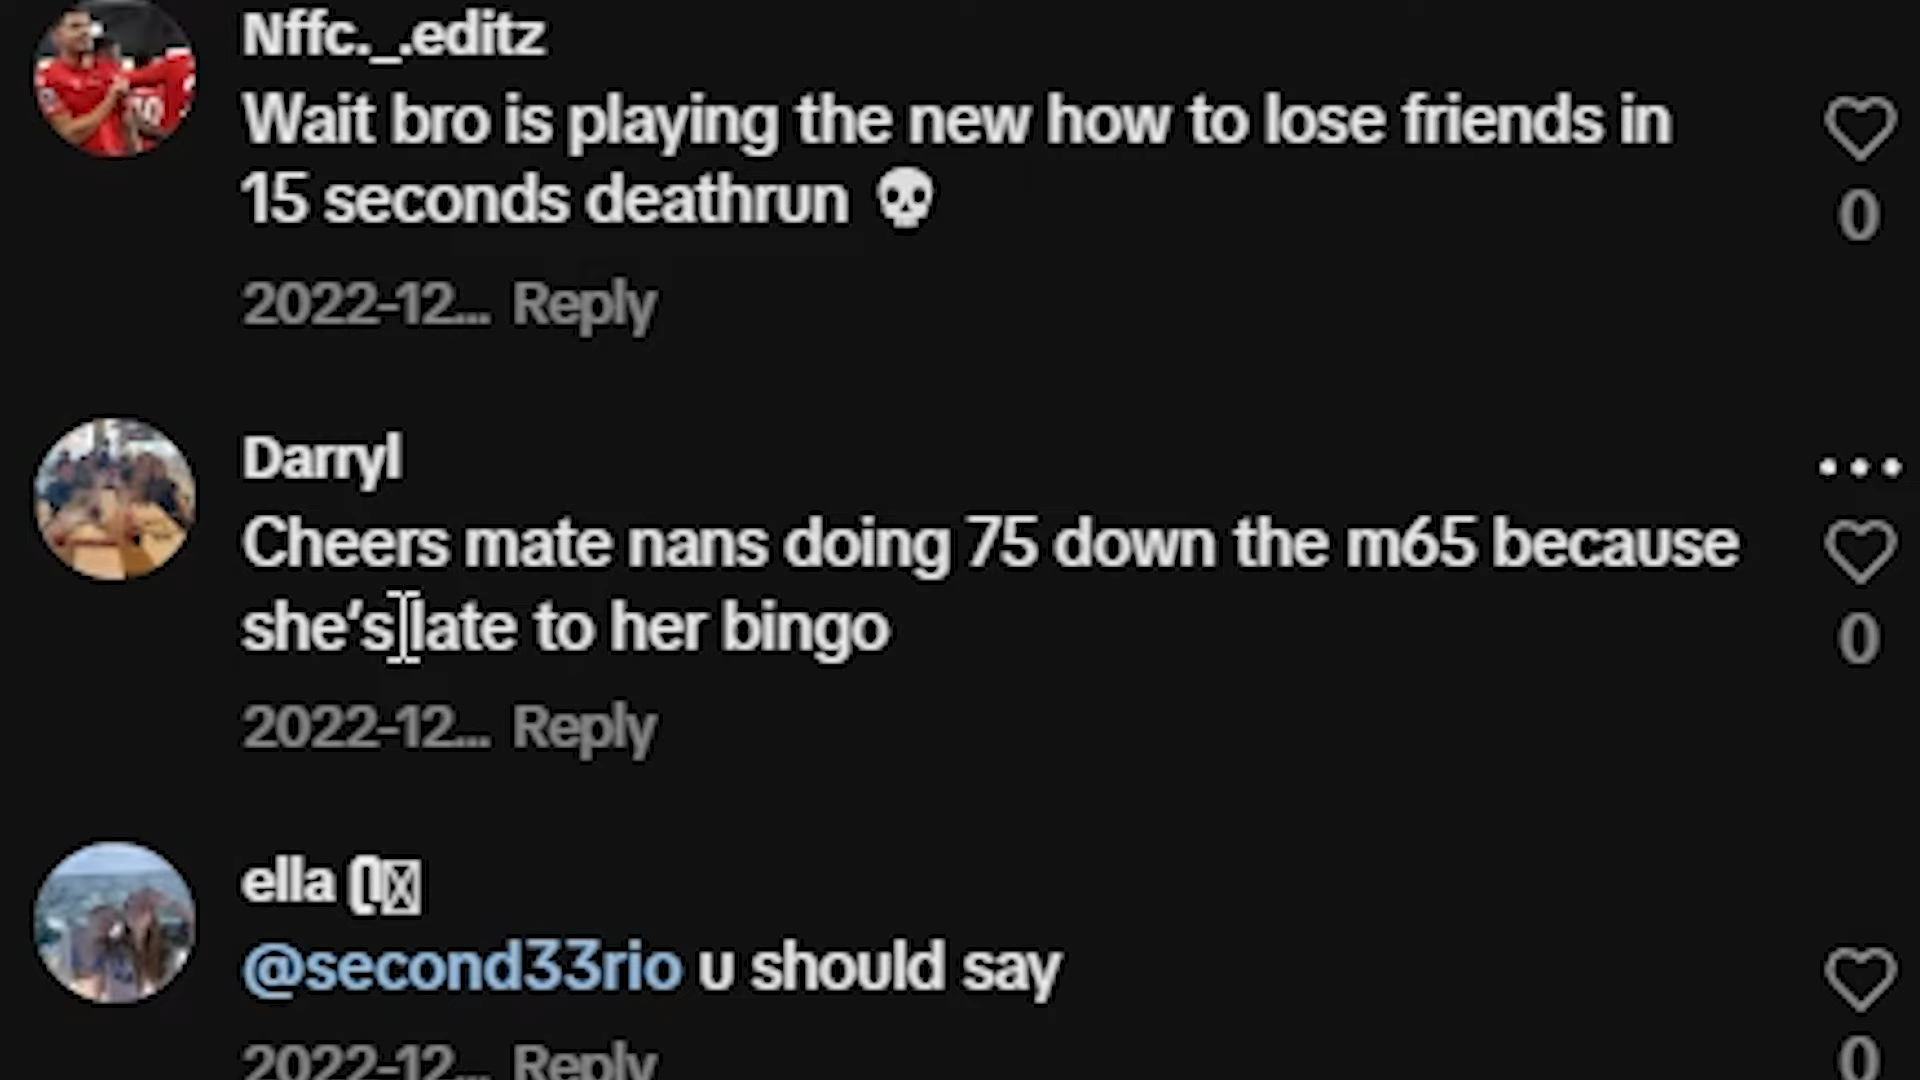 Nffc._.editz
Wait bro is playing the new how to lose friends in
15 seconds deathrun 💀
0
2022-12... Reply
Darryl
Cheers mate nans doing 75 down the m65 because
she's late to her bingo
0
2022-12... Reply
ella
@second33rio u should say
2022-12... Reply
0